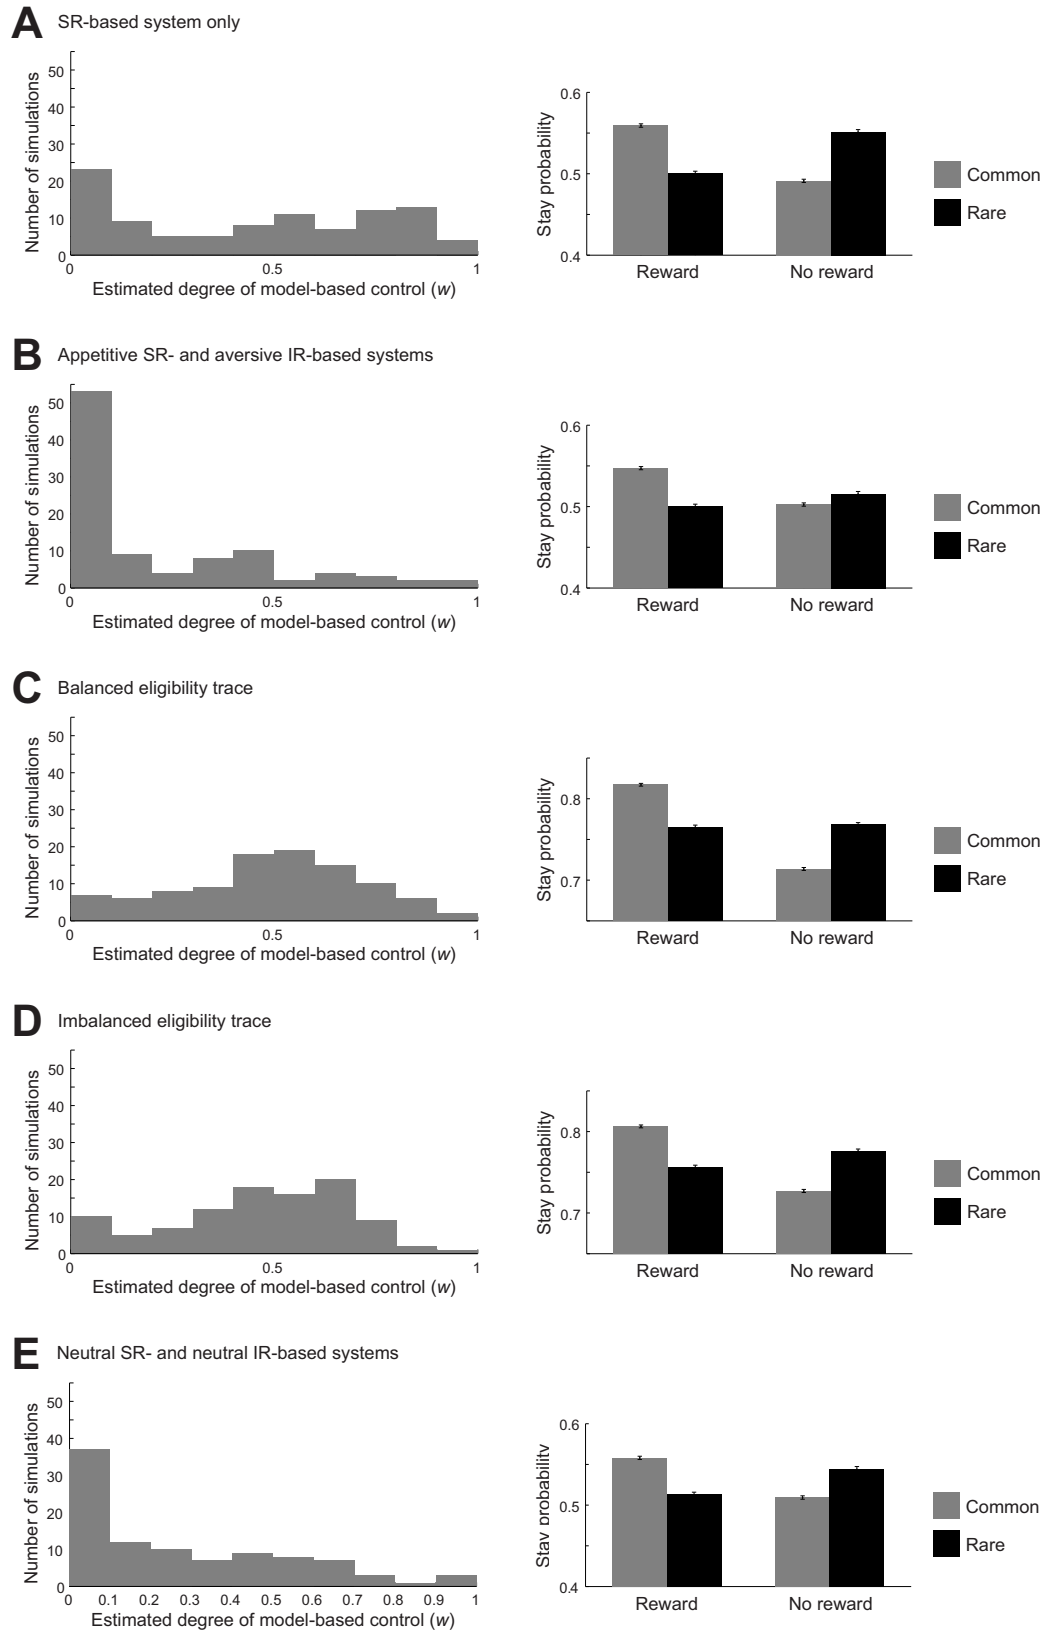 A SR-based system only
Number of simulations
50
40
30
20
10
0
0 0.5 1
Estimated degree of model-based control (w)
Stay probability
0.6
0.5
0.4
Reward No reward
Common
Rare
B Appetitive SR- and aversive IR-based systems
Number of simulations
50
40
30
20
10
0
0 0.5 1
Estimated degree of model-based control (w)
Stay probability
0.6
0.5
0.4
Reward No reward
Common
Rare
C Balanced eligibility trace
Number of simulations
50
40
30
20
10
0
0 0.5 1
Estimated degree of model-based control (w)
Stay probability
0.8
0.7
Reward No reward
Common
Rare
D Imbalanced eligibility trace
Number of simulations
50
40
30
20
10
0
0 0.5 1
Estimated degree of model-based control (w)
Stay probability
0.8
0.7
Reward No reward
Common
Rare
E Neutral SR- and neutral IR-based systems
Number of simulations
50
40
30
20
10
0
0 0.1 0.2 0.3 0.4 0.5 0.6 0.7 0.8 0.9 1
Estimated degree of model-based control (w)
Stay probability
0.6
0.5
0.4
Reward No reward
Common
Rare